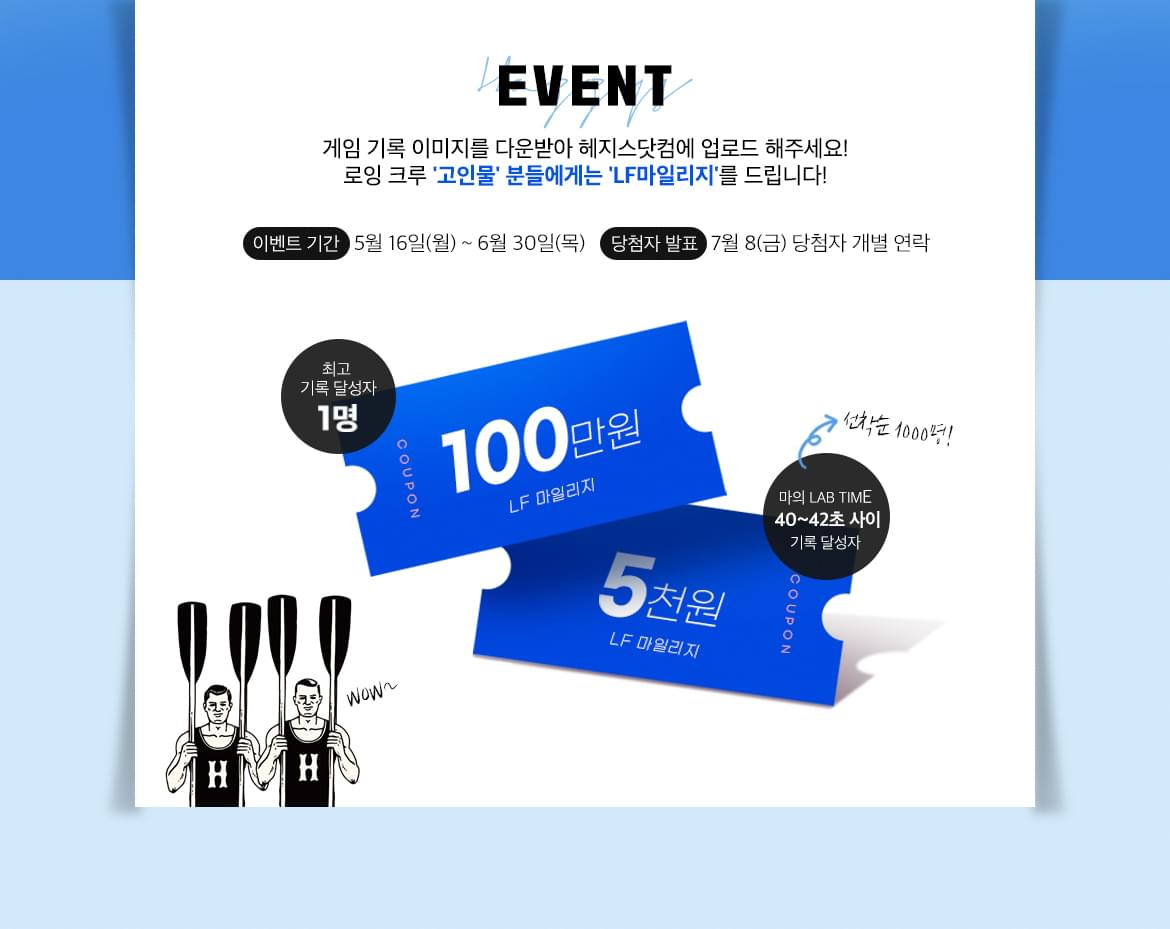 EVENT
게임 기록 이미지를 다운받아 헤지스닷컴에 업로드 해주세요!
로잉 크루 '고인물' 분들에게는 'LF마일리지'를 드립니다!
이벤트 기간 5월 16일(월) ~ 6월 30일(목) 당첨자 발표 7월 8(금) 당첨자 개별 연락
최고
기록 달성자
1명
COUPON
100만원
LF 마일리지
선착순 1000명!
마의 LAB TIME
40~42초 사이
기록 달성자
5천원
LF 마일리지
COUPON
WOW~
H
H